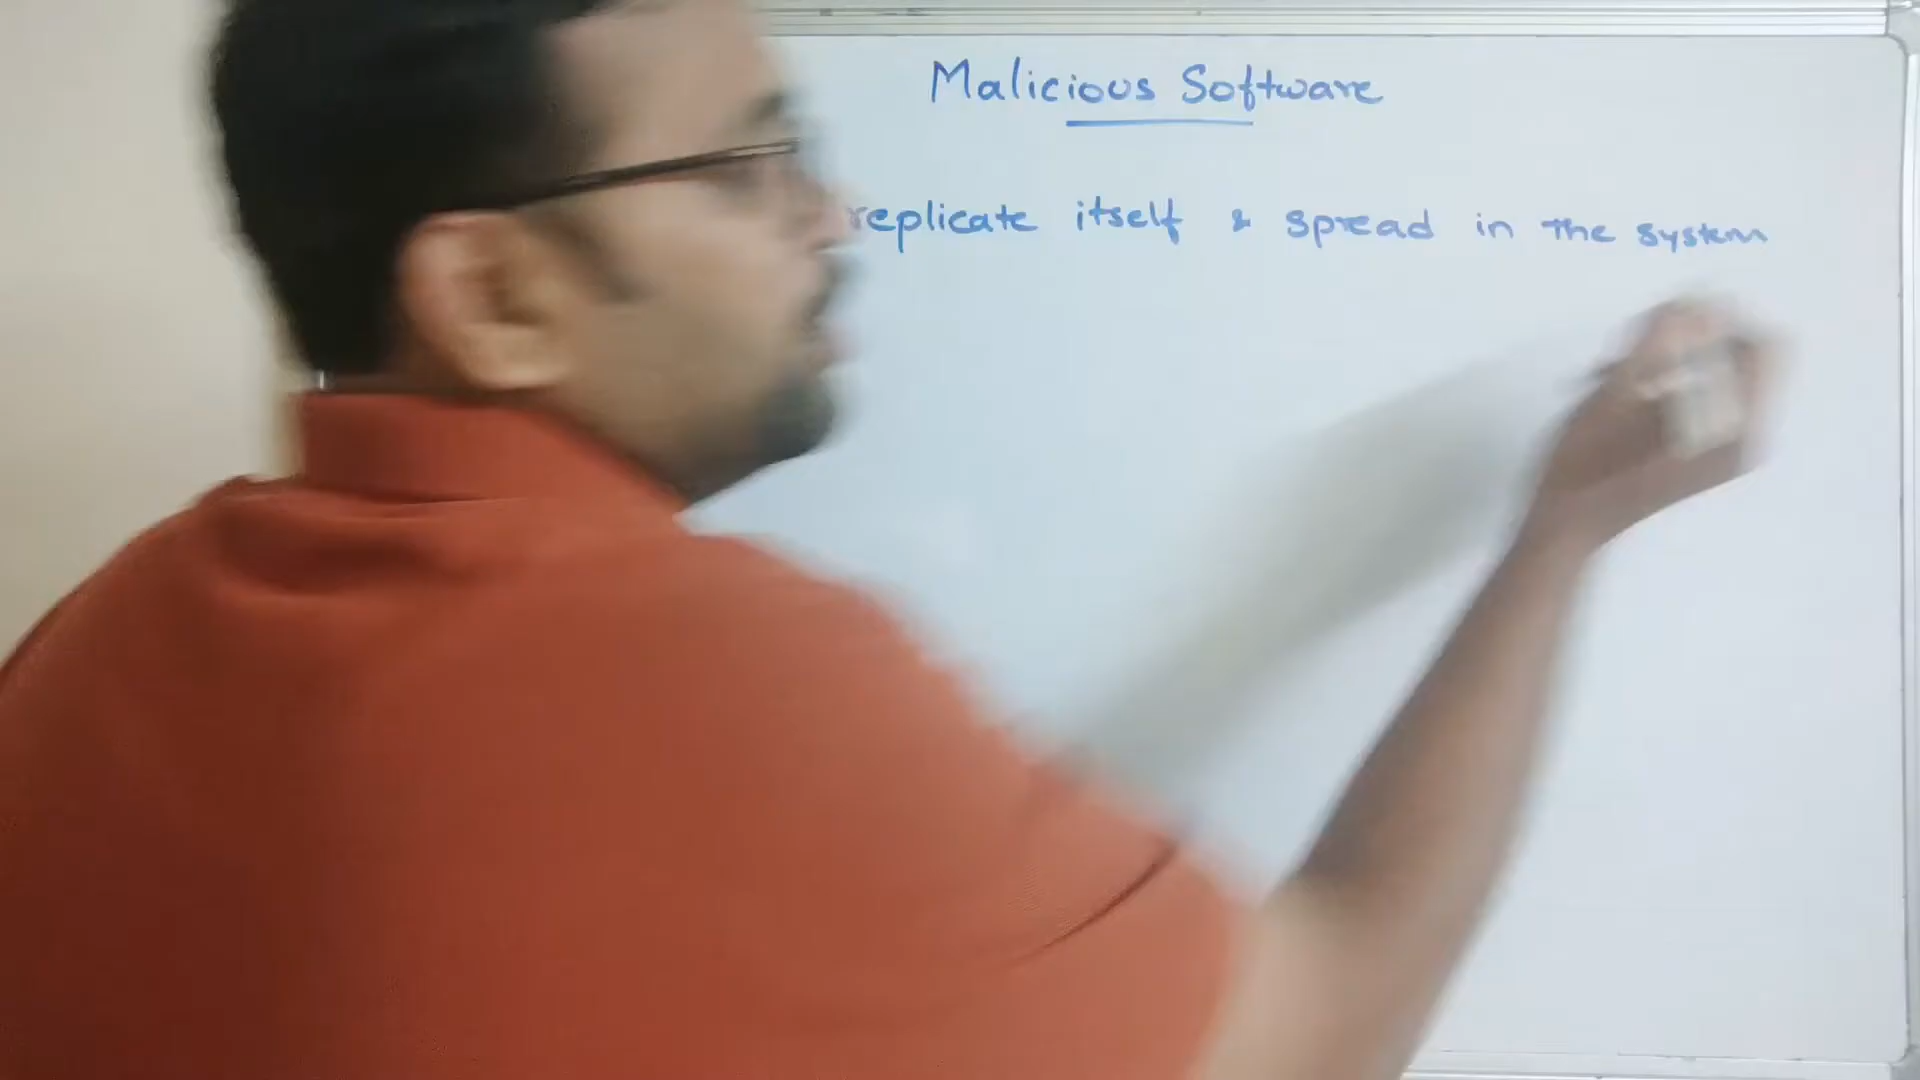 Malicious Software
replicate itself & spread in the system